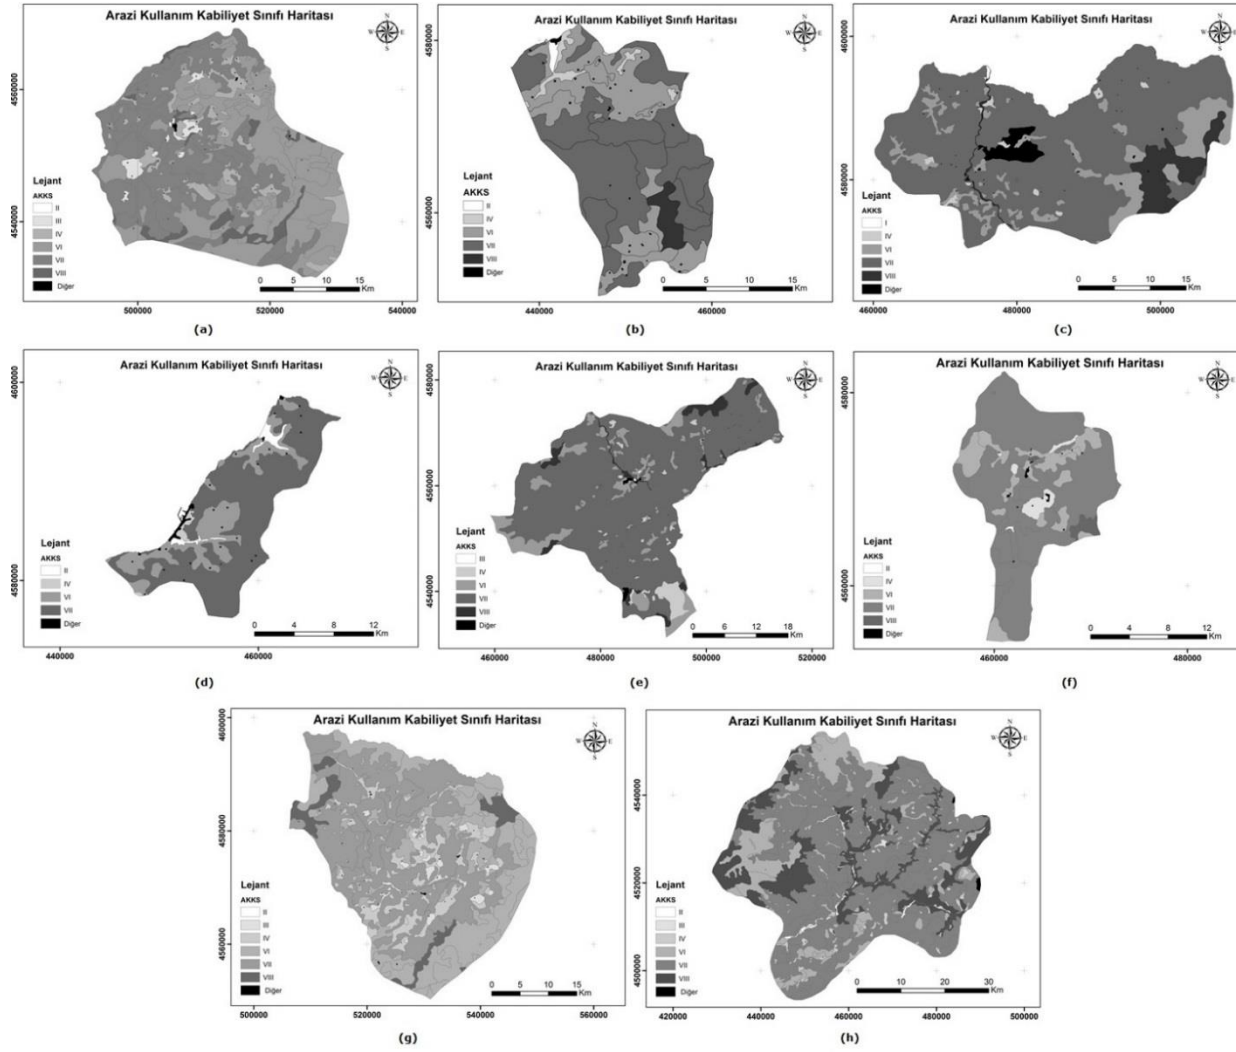 Arazi Kullanım Kabiliyet Sınıfı Haritası
N
W E
S
4560000
4540000
Lejant
AKKS
II
III
IV
VI
VII
VIII
Diğer
0 5 10 15
Km
500000 520000 540000
(a)
Arazi Kullanım Kabiliyet Sınıfı Haritası
N
W E
S
4580000
4560000
Lejant
AKKS
II
IV
VI
VII
VIII
Diğer
0 5 10 15
Km
440000 460000
(b)
Arazi Kullanım Kabiliyet Sınıfı Haritası
N
W E
S
4600000
4580000
Lejant
AKKS
I
IV
VI
VII
VIII
Diğer
0 5 10 15
Km
460000 480000 500000
(c)
Arazi Kullanım Kabiliyet Sınıfı Haritası
N
W E
S
4600000
4580000
Lejant
AKKS
II
IV
VI
VII
Diğer
0 4 8 12
Km
440000 460000
(d)
Arazi Kullanım Kabiliyet Sınıfı Haritası
N
W E
S
4580000
4560000
4540000
Lejant
AKKS
III
IV
VI
VII
VIII
Diğer
0 6 12 18
Km
460000 480000 500000 520000
(e)
Arazi Kullanım Kabiliyet Sınıfı Haritası
N
W E
S
4580000
4560000
Lejant
AKKS
II
IV
VI
VII
VIII
Diğer
0 4 8 12
Km
460000 480000
(f)
Arazi Kullanım Kabiliyet Sınıfı Haritası
N
W E
S
4600000
4580000
4560000
Lejant
AKKS
II
III
IV
VI
VII
VIII
Diğer
0 5 10 15
Km
500000 520000 540000 560000
(g)
Arazi Kullanım Kabiliyet Sınıfı Haritası
N
W E
S
4540000
4520000
4500000
Lejant
AKKS
II
III
IV
VI
VII
VIII
Diğer
0 10 20 30
Km
420000 440000 460000 480000 500000
(h)